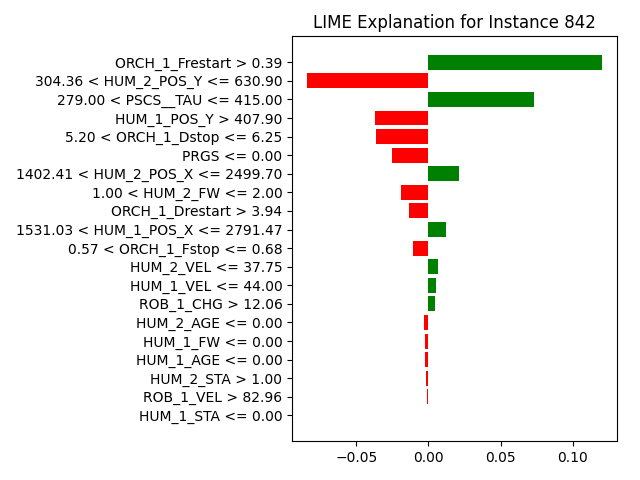 LIME Explanation for Instance 842
ORCH_1_Frestart > 0.39
304.36 < HUM_2_POS_Y <= 630.90
279.00 < PSCS__TAU <= 415.00
HUM_1_POS_Y > 407.90
5.20 < ORCH_1_Dstop <= 6.25
PRGS <= 0.00
1402.41 < HUM_2_POS_X <= 2499.70
1.00 < HUM_2_FW <= 2.00
ORCH_1_Drestart > 3.94
1531.03 < HUM_1_POS_X <= 2791.47
0.57 < ORCH_1_Fstop <= 0.68
HUM_2_VEL <= 37.75
HUM_1_VEL <= 44.00
ROB_1_CHG > 12.06
HUM_2_AGE <= 0.00
HUM_1_FW <= 0.00
HUM_1_AGE <= 0.00
HUM_2_STA > 1.00
ROB_1_VEL > 82.96
HUM_1_STA <= 0.00
−0.05 0.00 0.05 0.10